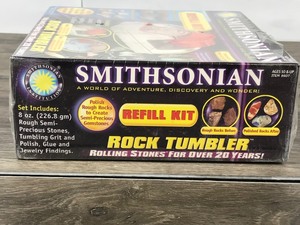 SMITHSONIAN
A WORLD OF ADVENTURE, DISCOVERY AND WONDER!
AGES 10 & UP
SMITHSONIAN
Set Includes:
8 oz. (226.8 gm)
Rough Semi-
Precious Stones,
Tumbling Grit and
Polish, Glue and
Jewelry Findings.
Polish
Rough Rocks
to Create
Semi-Precious
Gemstones
REFILL KIT
Rough Rocks Before
Polished Rocks After
ROCK TUMBLER
ROLLING STONES FOR OVER 20 YEARS!